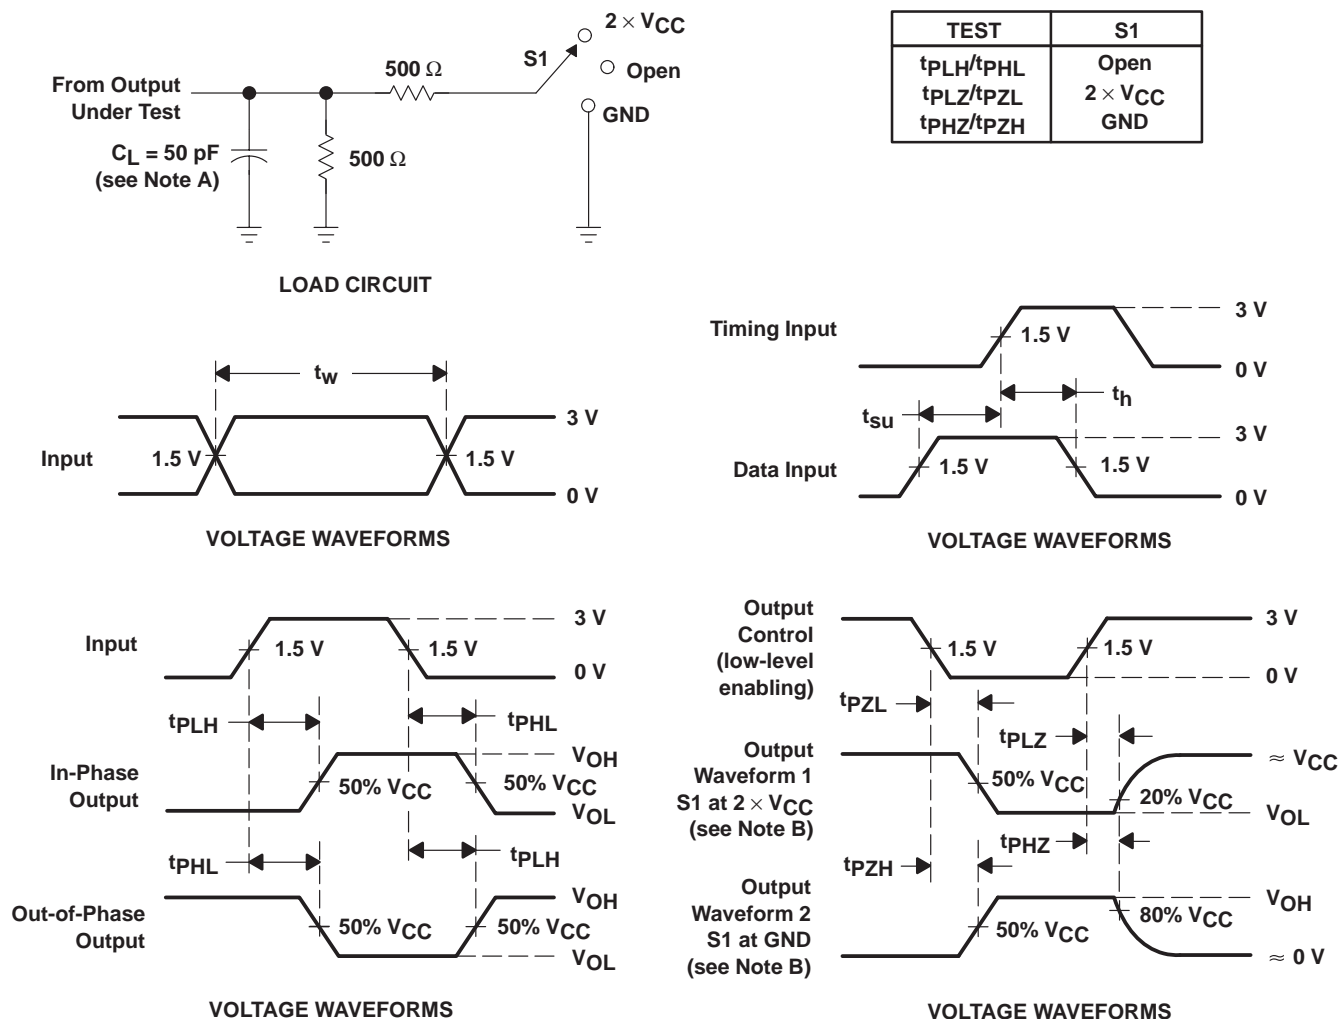 2 × VCC
S1
500 Ω
Open
From Output
Under Test
GND
CL = 50 pF
(see Note A)
500 Ω
LOAD CIRCUIT
TEST S1
tPLH/tPHL Open
tPLZ/tPZL 2 × VCC
tPHZ/tPZH GND
tw
3 V
Input
1.5 V
1.5 V
0 V
VOLTAGE WAVEFORMS
3 V
Timing Input
1.5 V
0 V
th
tsu
3 V
Data Input
1.5 V
1.5 V
0 V
VOLTAGE WAVEFORMS
3 V
Input
1.5 V
1.5 V
0 V
tPLH
tPHL
VOH
In-Phase
Output
50% VCC
50% VCC
VOL
tPHL
tPLH
VOH
Out-of-Phase
Output
50% VCC
50% VCC
VOL
VOLTAGE WAVEFORMS
Output
Control
(low-level
enabling)
3 V
1.5 V
1.5 V
0 V
tPZL
tPLZ
Output
Waveform 1
S1 at 2 × VCC
(see Note B)
≈ VCC
50% VCC
20% VCC
VOL
tPHZ
tPZH
Output
Waveform 2
S1 at GND
(see Note B)
VOH
50% VCC
80% VCC
≈ 0 V
VOLTAGE WAVEFORMS